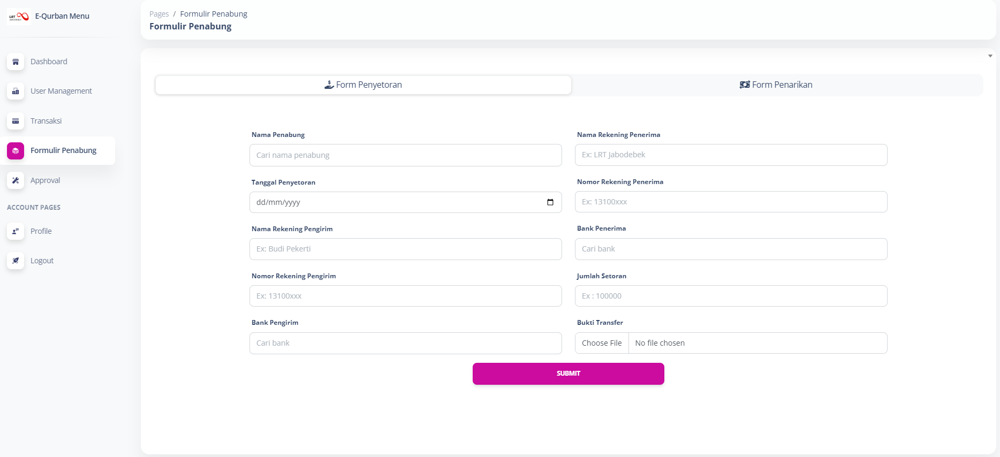 LRT
E-Qurban Menu
Dashboard
User Management
Transaksi
Formulir Penabung
Approval
ACCOUNT PAGES
Profile
Logout
Pages / Formulir Penabung
Formulir Penabung
Form Penyetoran
Form Penarikan
Nama Penabung
Cari nama penabung
Tanggal Penyetoran
dd/mm/yyyy
Nama Rekening Pengirim
Ex: Budi Pekerti
Nomor Rekening Pengirim
Ex: 13100xxx
Bank Pengirim
Cari bank
Nama Rekening Penerima
Ex: LRT Jabodebek
Nomor Rekening Penerima
Ex: 13100xxx
Bank Penerima
Cari bank
Jumlah Setoran
Ex : 100000
Bukti Transfer
Choose File No file chosen
SUBMIT